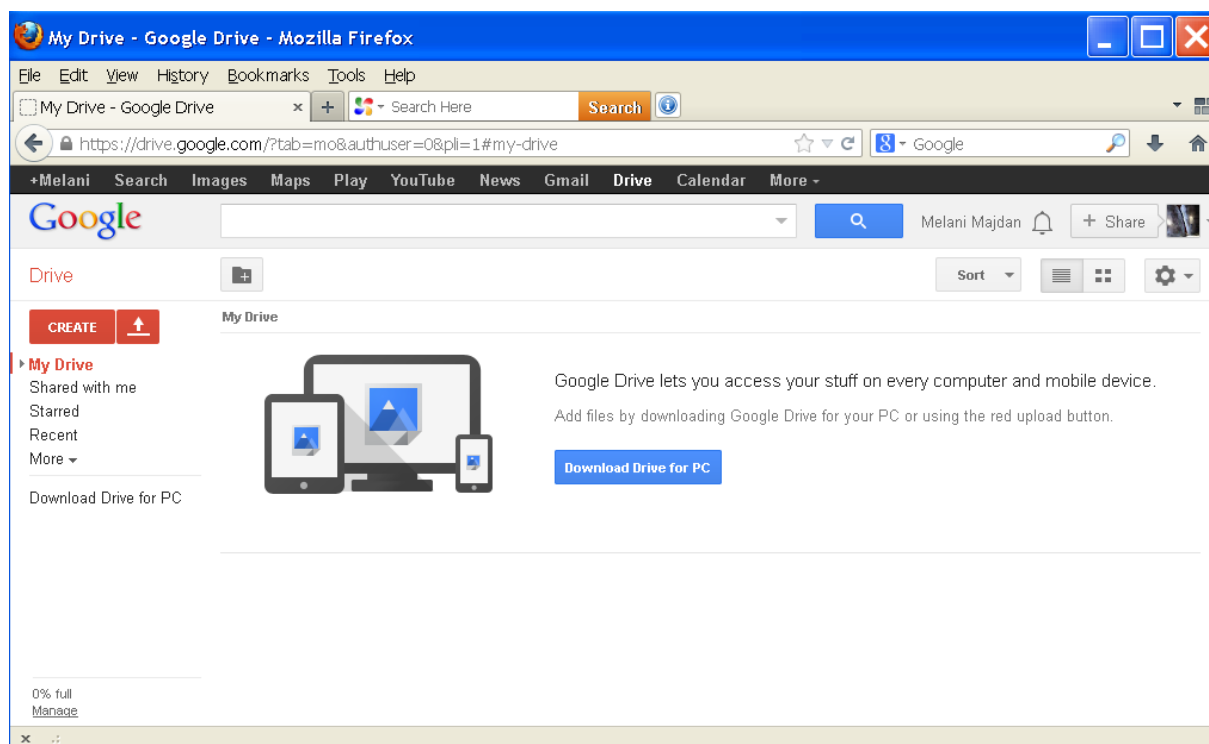 My Drive - Google Drive - Mozilla Firefox
File Edit View History Bookmarks Tools Help
My Drive - Google Drive × + Search Here Search
https://drive.google.com/?tab=mo&authuser=0&pli=1#my-drive Google
+Melani Search Images Maps Play YouTube News Gmail Drive Calendar More
Google Melani Majdan + Share
Drive Sort
CREATE My Drive
My Drive
Shared with me
Starred
Recent
More
Download Drive for PC
Google Drive lets you access your stuff on every computer and mobile device.
Add files by downloading Google Drive for your PC or using the red upload button.
Download Drive for PC
0% full
Manage
x